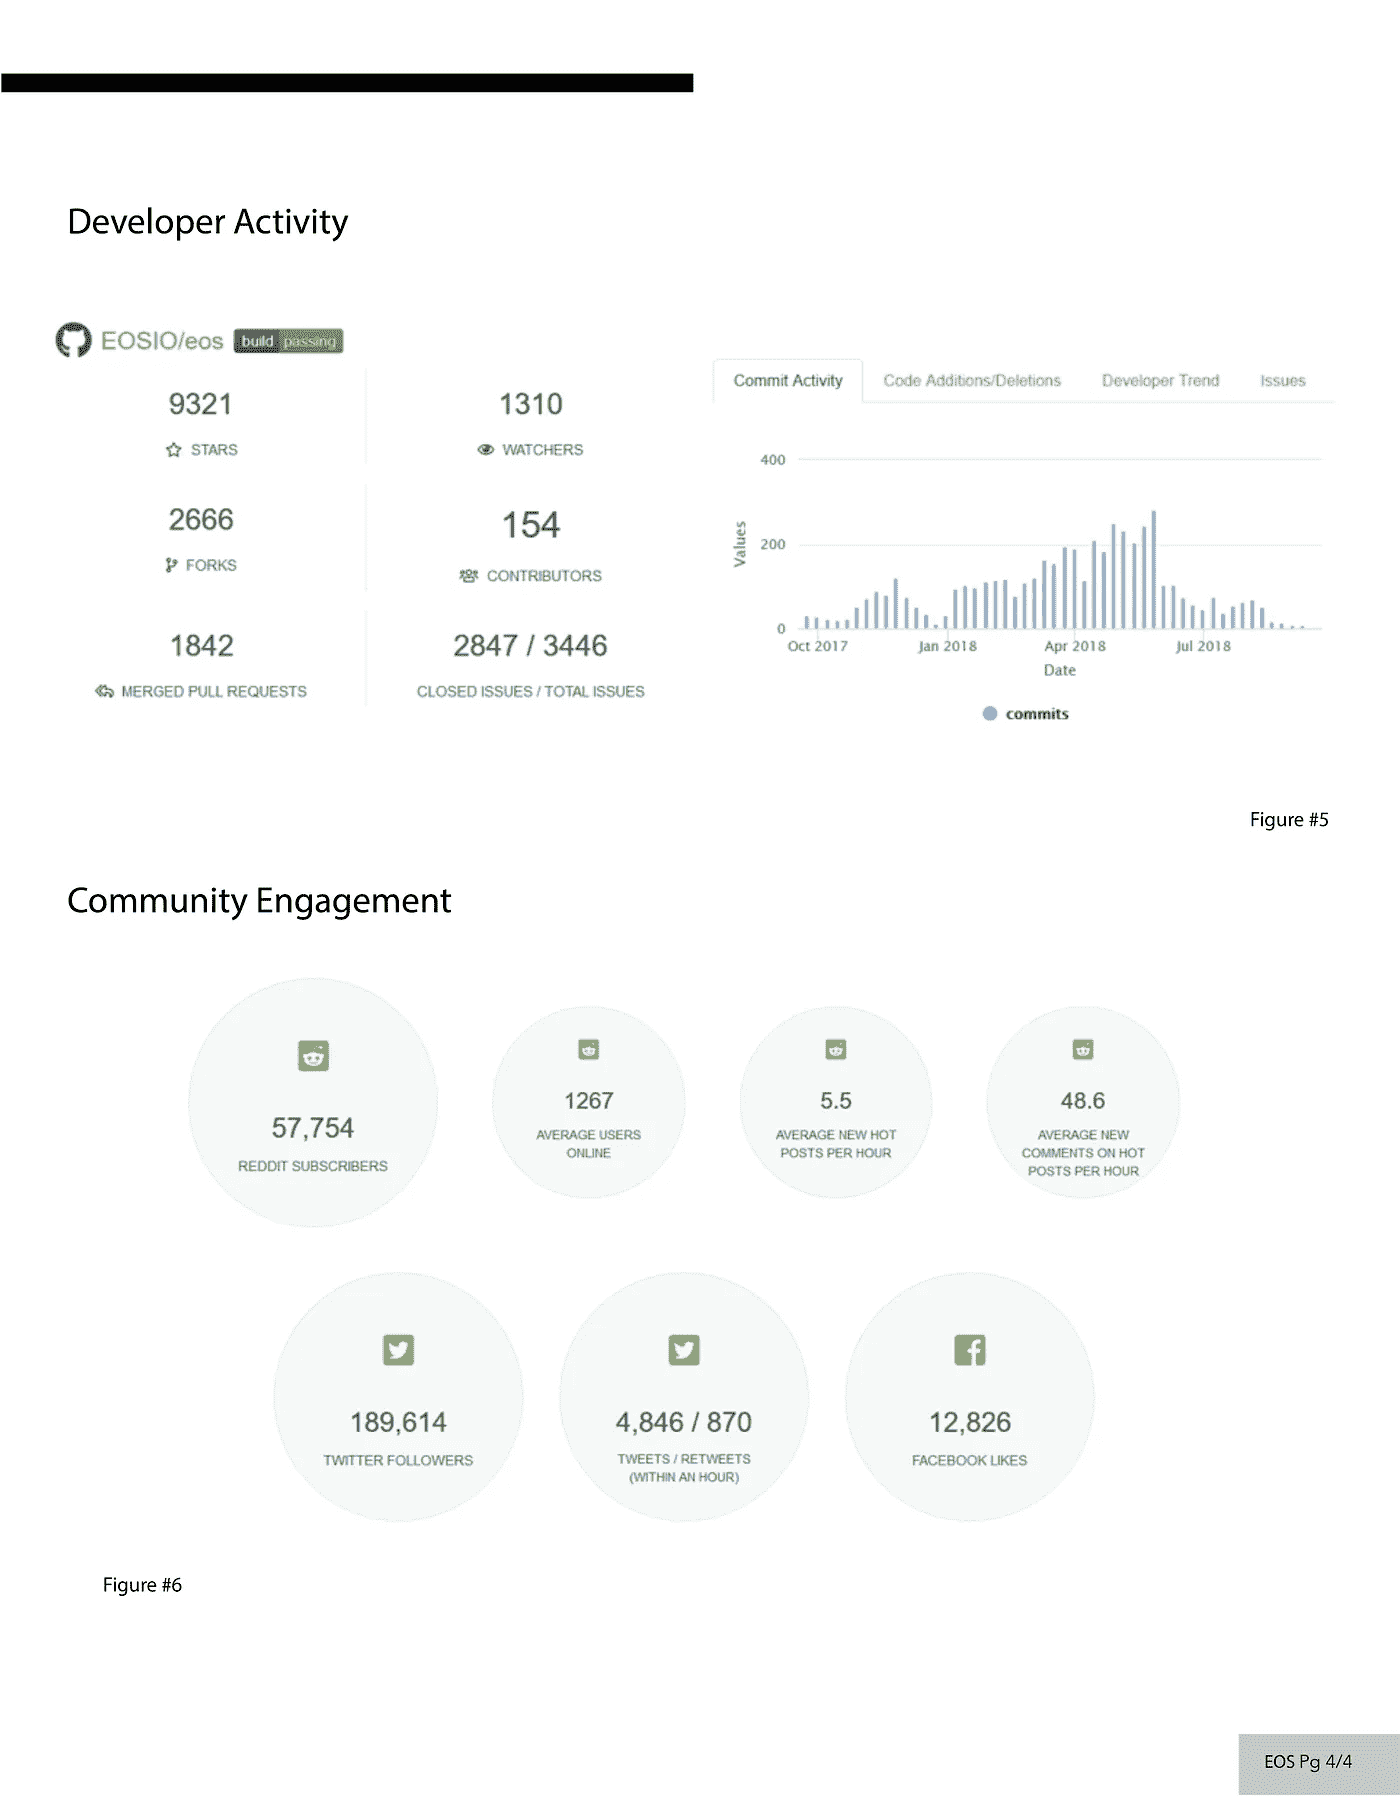 Developer Activity
EOSIO/eos build passing
9321
STARS
1310
WATCHERS
2666
FORKS
154
CONTRIBUTORS
1842
MERGED PULL REQUESTS
2847 / 3446
CLOSED ISSUES / TOTAL ISSUES
Commit Activity Code Additions/Deletions Developer Trend Issues
400
200
0
Values
Oct 2017 Jan 2018 Apr 2018 Jul 2018
Date
commits
Figure #5
Community Engagement
57,754
REDDIT SUBSCRIBERS
1267
AVERAGE USERS
ONLINE
5.5
AVERAGE NEW HOT
POSTS PER HOUR
48.6
AVERAGE NEW
COMMENTS ON HOT
POSTS PER HOUR
189,614
TWITTER FOLLOWERS
4,846 / 870
TWEETS / RETWEETS
(WITHIN AN HOUR)
12,826
FACEBOOK LIKES
Figure #6
EOS Pg 4/4